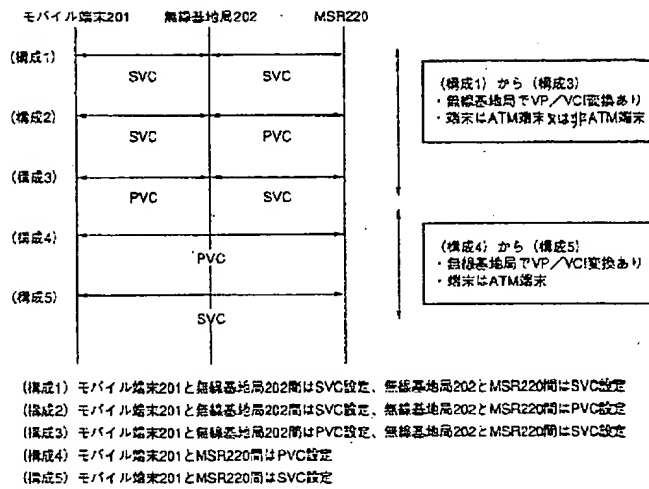 モバイル端末201 無線基地局202 MSR220
(構成1)
SVC SVC
(構成2)
SVC PVC
(構成3)
PVC SVC
(構成4)
PVC
(構成5)
SVC
(構成1) から (構成3)
・無線基地局でVP/VCI変換あり
・端末はATM端末又は非ATM端末
(構成4) から (構成5)
・無線基地局でVP/VCI変換あり
・端末はATM端末
(構成1) モバイル端末201と無線基地局202間はSVC設定、無線基地局202とMSR220間はSVC設定
(構成2) モバイル端末201と無線基地局202間はSVC設定、無線基地局202とMSR220間はPVC設定
(構成3) モバイル端末201と無線基地局202間はPVC設定、無線基地局202とMSR220間はSVC設定
(構成4) モバイル端末201とMSR220間はPVC設定
(構成5) モバイル端末201とMSR220間はSVC設定